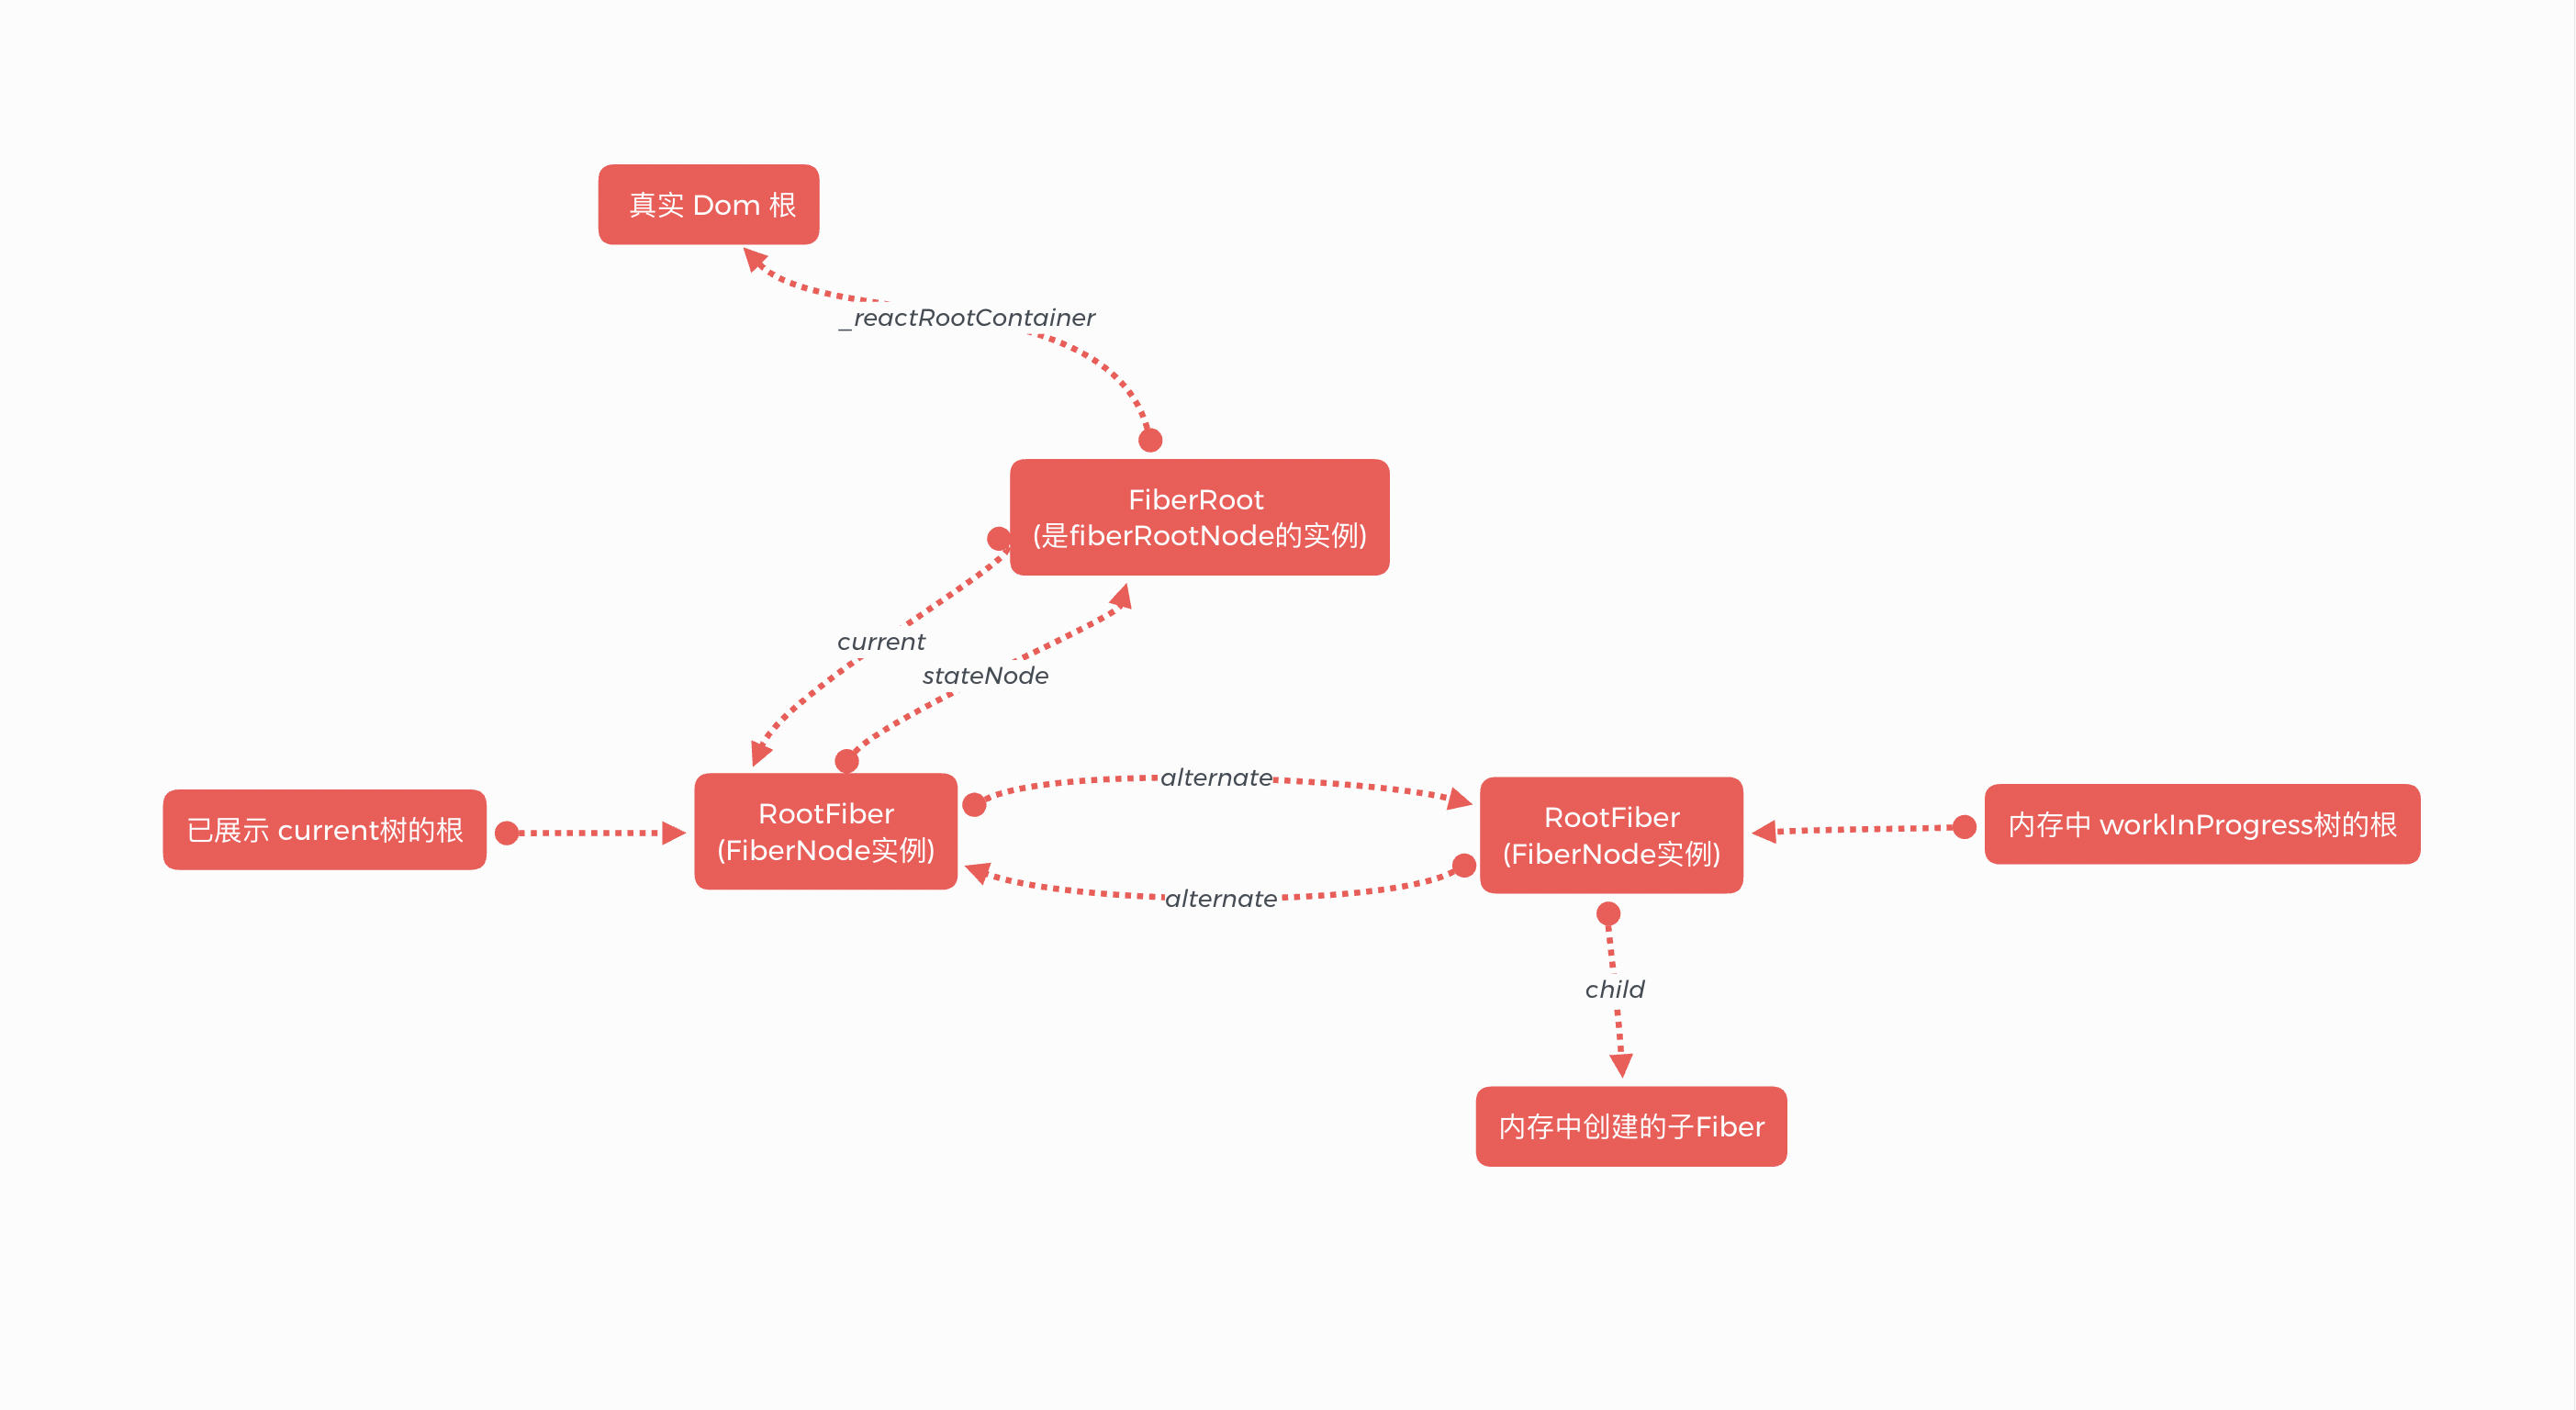 真实 Dom 根
_reactRootContainer
FiberRoot
(是fiberRootNode的实例)
current
stateNode
已展示 current树的根
RootFiber
(FiberNode实例)
alternate
alternate
RootFiber
(FiberNode实例)
内存中 workInProgress树的根
child
内存中创建的子Fiber